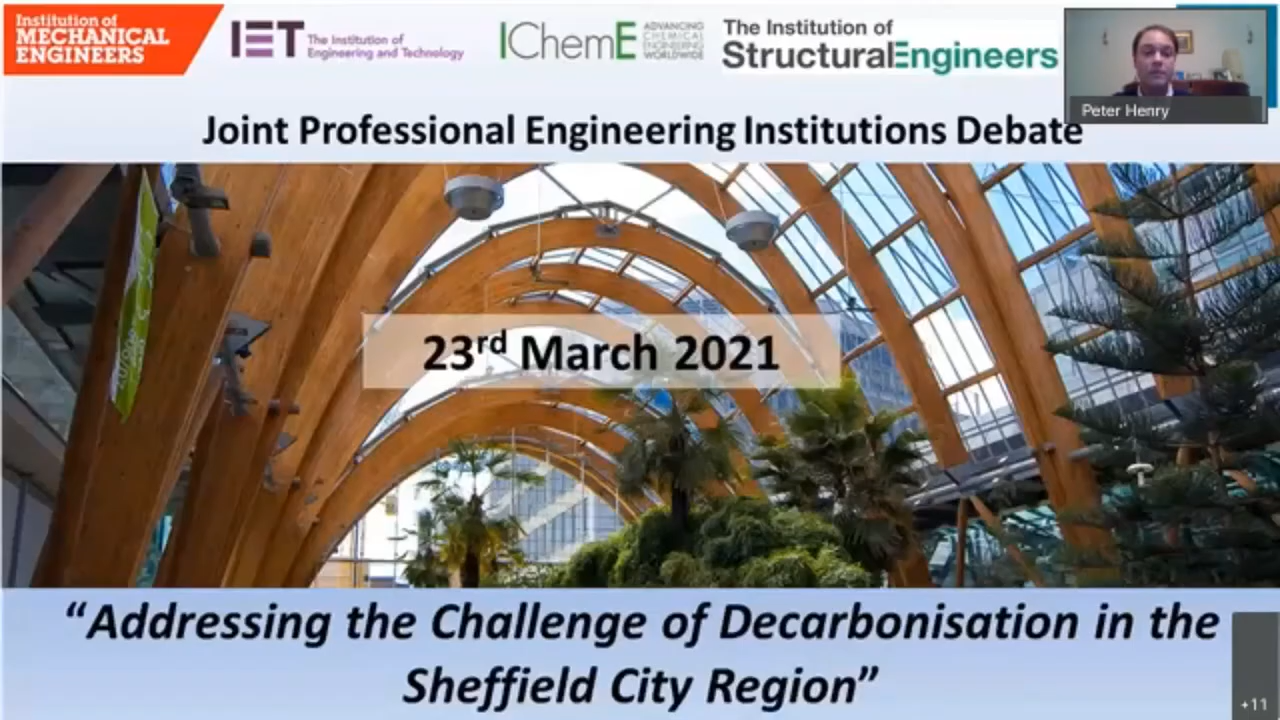 Institution of
MECHANICAL
ENGINEERS
IET The Institution of
Engineering and Technology
IChemE ADVANCING
CHEMICAL
ENGINEERING
WORLDWIDE
The Institution of
StructuralEngineers
Peter Henry
Joint Professional Engineering Institutions Debate
23rd March 2021
“Addressing the Challenge of Decarbonisation in the
Sheffield City Region”
+11